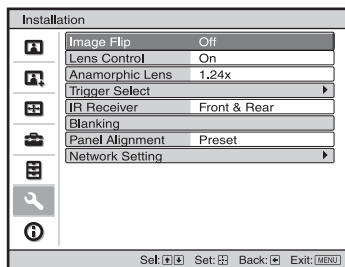 Installation
Image Flip Off
Lens Control On
Anamorphic Lens 1.24x
Trigger Select
IR Receiver Front & Rear
Blanking
Panel Alignment Preset
Network Setting
Sel: Set: Back: Exit: MENU